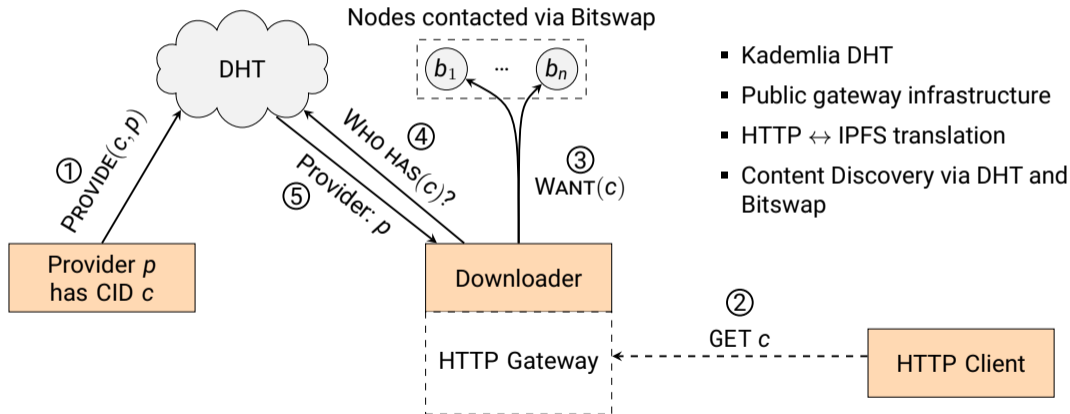 Nodes contacted via Bitswap
DHT
b₁ ... bₙ
① PROVIDE(c, p)
④ WHO HAS(c)?
⑤ Provider: p
③ WANT(c)
Provider p
has CID c
Downloader
HTTP Gateway
② GET c
HTTP Client
▪ Kademlia DHT
▪ Public gateway infrastructure
▪ HTTP ↔ IPFS translation
▪ Content Discovery via DHT and
Bitswap